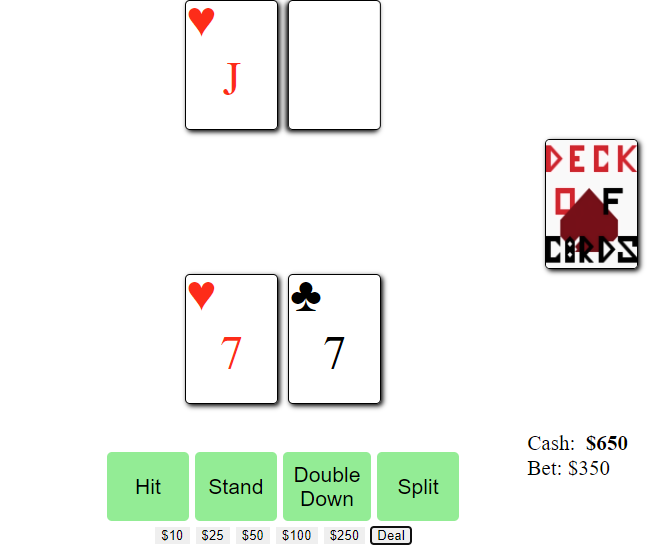 J
DECK
OF
CARDS
7 7
Cash: $650
Bet: $350
Hit Stand Double Down Split
$10 $25 $50 $100 $250 Deal